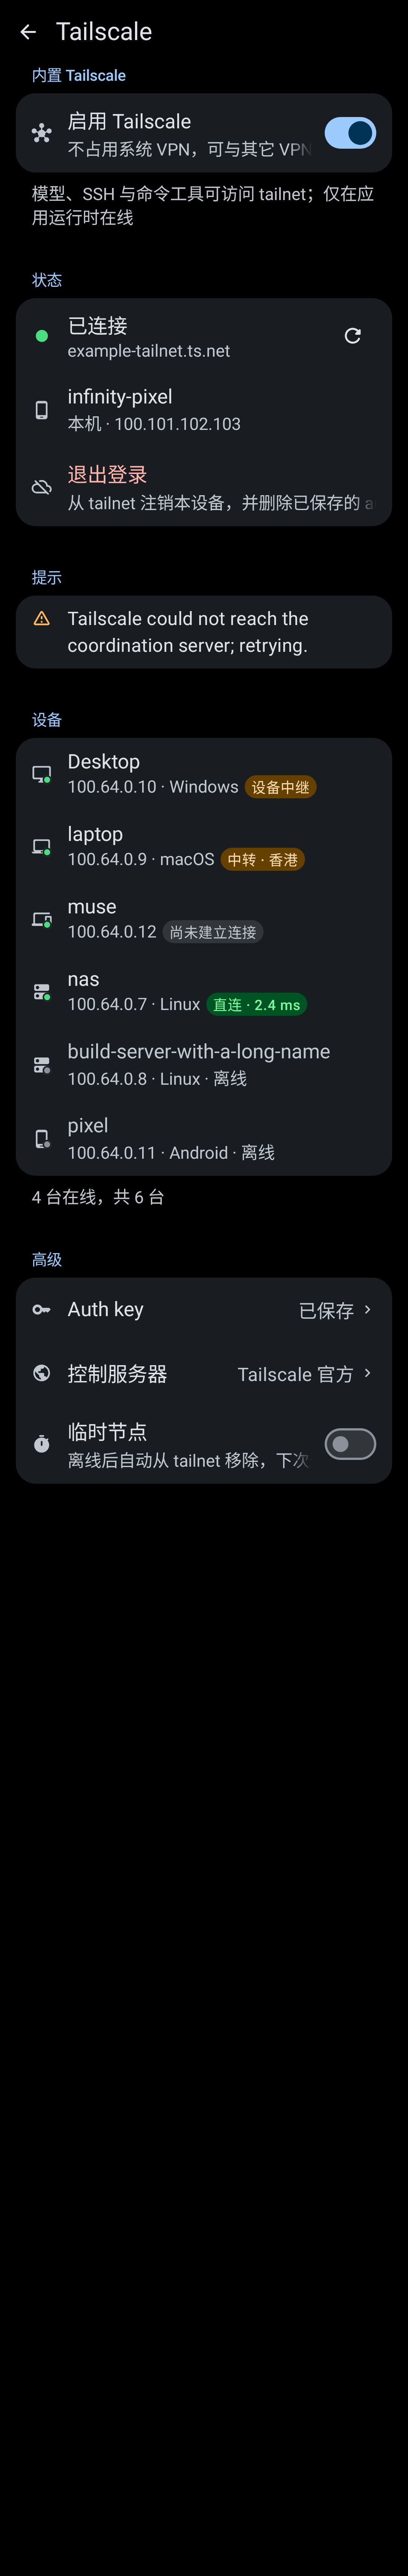 Tailscale
内置 Tailscale
启用 Tailscale
不占用系统 VPN，可与其它 VPN
模型、SSH 与命令工具可访问 tailnet；仅在应
用运行时在线
状态
已连接
example-tailnet.ts.net
infinity-pixel
本机 · 100.101.102.103
退出登录
从 tailnet 注销本设备，并删除已保存的 a
提示
Tailscale could not reach the
coordination server; retrying.
设备
Desktop
100.64.0.10 · Windows 设备中继
laptop
100.64.0.9 · macOS 中转 · 香港
muse
100.64.0.12 尚未建立连接
nas
100.64.0.7 · Linux 直连 · 2.4 ms
build-server-with-a-long-name
100.64.0.8 · Linux · 离线
pixel
100.64.0.11 · Android · 离线
4 台在线，共 6 台
高级
Auth key 已保存
控制服务器 Tailscale 官方
临时节点
离线后自动从 tailnet 移除，下次